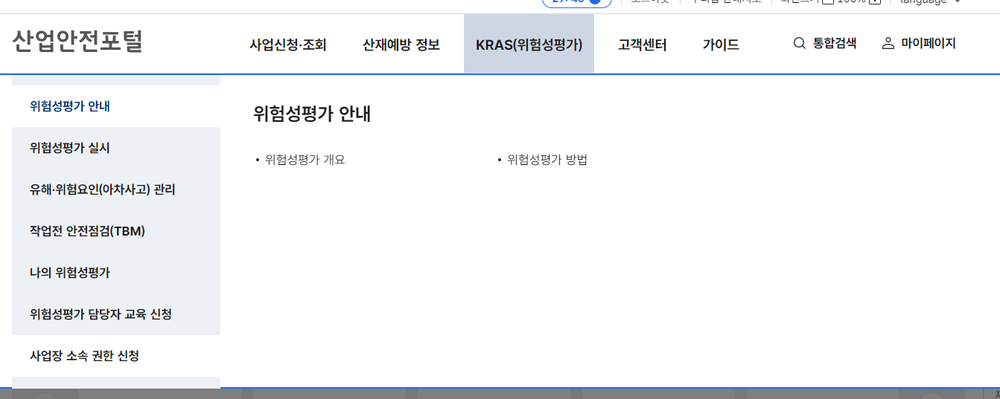 100%
language
산업안전포털
사업신청·조회 산재예방 정보 KRAS(위험성평가) 고객센터 가이드 통합검색 마이페이지
위험성평가 안내
위험성평가 안내
위험성평가 실시
• 위험성평가 개요 • 위험성평가 방법
유해·위험요인(아차사고) 관리
작업전 안전점검(TBM)
나의 위험성평가
위험성평가 담당자 교육 신청
사업장 소속 권한 신청